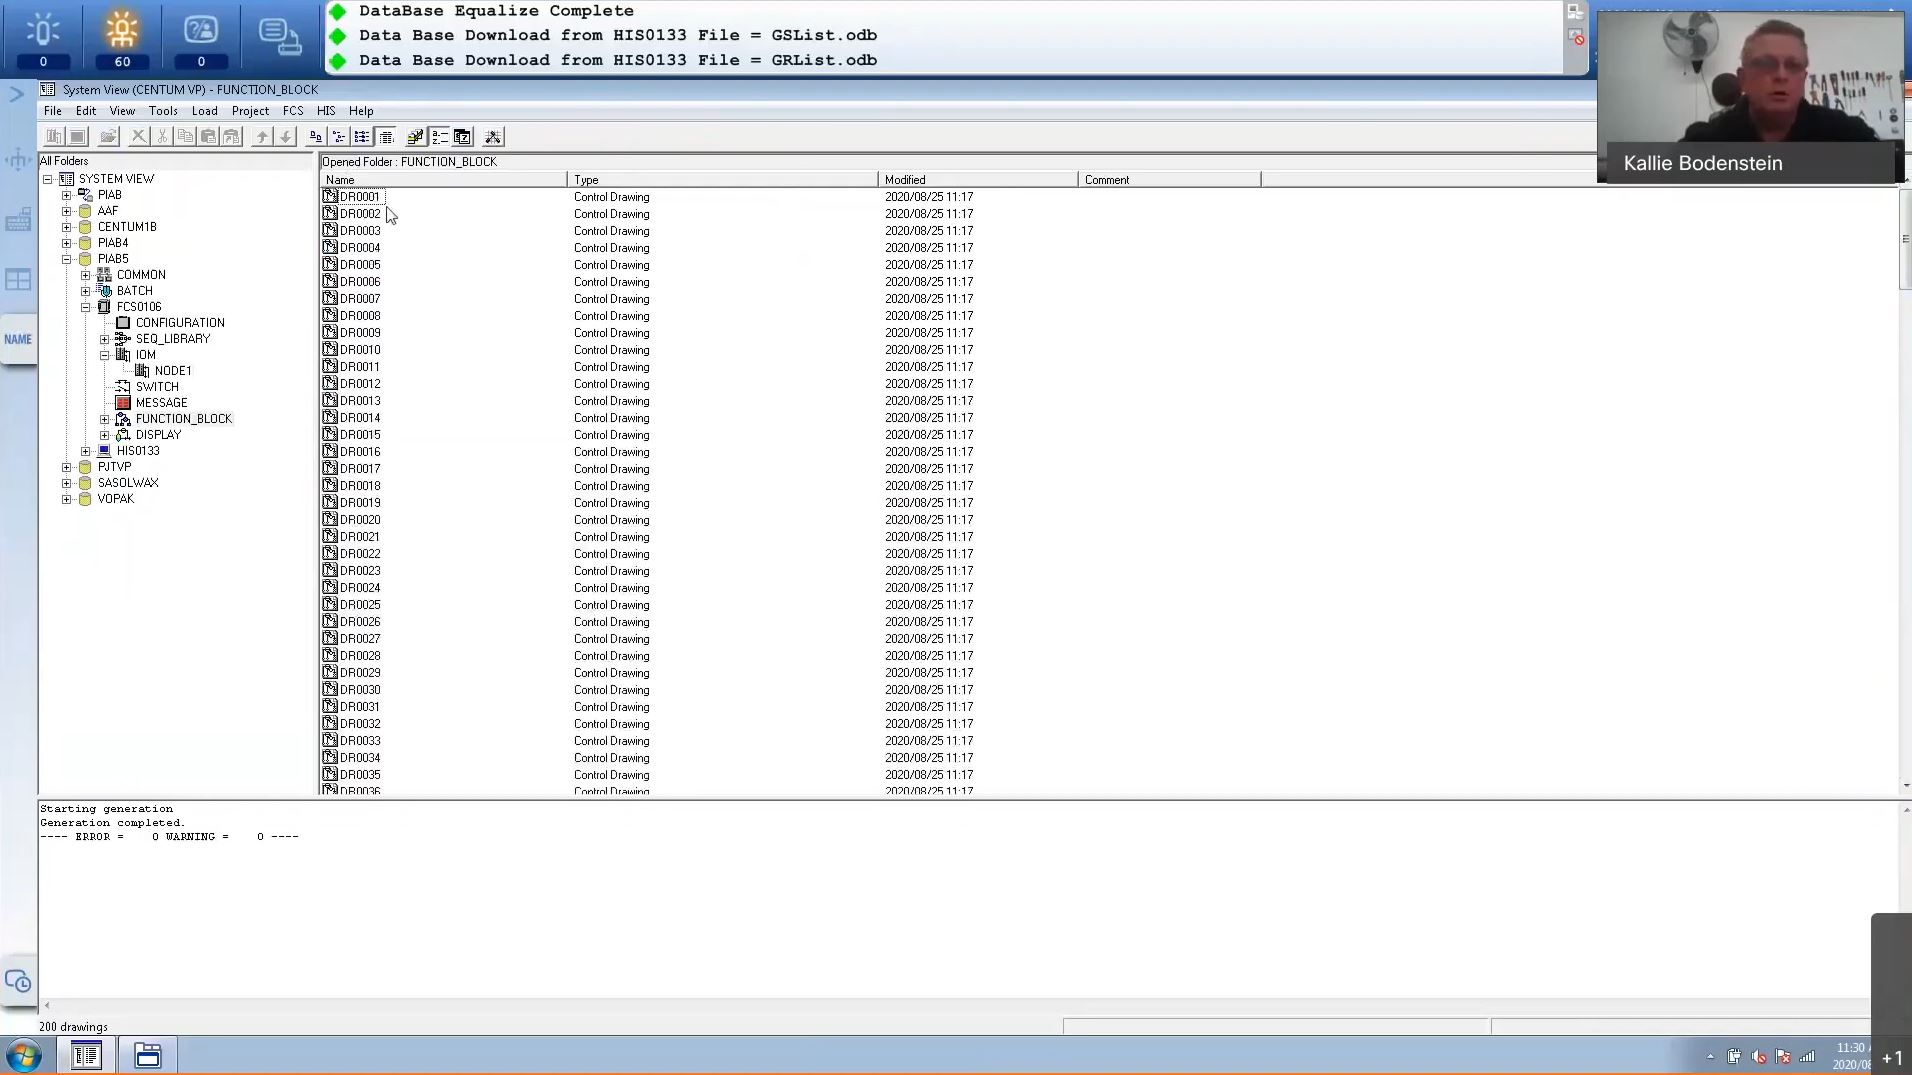 DataBase Equalize Complete
Data Base Download from HIS0133 File = GSList.odb
Data Base Download from HIS0133 File = GRList.odb
0
60
0
System View (CENTUM VP) - FUNCTION_BLOCK
File Edit View Tools Load Project FCS HIS Help
Kallie Bodenstein
All Folders
Opened Folder : FUNCTION_BLOCK
Name Type Modified Comment
SYSTEM VIEW
PIAB
AAF
CENTUM1B
PIAB4
PIAB5
COMMON
BATCH
FCS0106
CONFIGURATION
SEQ_LIBRARY
IOM
NODE1
SWITCH
MESSAGE
FUNCTION_BLOCK
DISPLAY
HIS0133
PJTVP
SASOLWAX
VOPAK
NAME
DR0001 Control Drawing 2020/08/25 11:17
DR0002 Control Drawing 2020/08/25 11:17
DR0003 Control Drawing 2020/08/25 11:17
DR0004 Control Drawing 2020/08/25 11:17
DR0005 Control Drawing 2020/08/25 11:17
DR0006 Control Drawing 2020/08/25 11:17
DR0007 Control Drawing 2020/08/25 11:17
DR0008 Control Drawing 2020/08/25 11:17
DR0009 Control Drawing 2020/08/25 11:17
DR0010 Control Drawing 2020/08/25 11:17
DR0011 Control Drawing 2020/08/25 11:17
DR0012 Control Drawing 2020/08/25 11:17
DR0013 Control Drawing 2020/08/25 11:17
DR0014 Control Drawing 2020/08/25 11:17
DR0015 Control Drawing 2020/08/25 11:17
DR0016 Control Drawing 2020/08/25 11:17
DR0017 Control Drawing 2020/08/25 11:17
DR0018 Control Drawing 2020/08/25 11:17
DR0019 Control Drawing 2020/08/25 11:17
DR0020 Control Drawing 2020/08/25 11:17
DR0021 Control Drawing 2020/08/25 11:17
DR0022 Control Drawing 2020/08/25 11:17
DR0023 Control Drawing 2020/08/25 11:17
DR0024 Control Drawing 2020/08/25 11:17
DR0025 Control Drawing 2020/08/25 11:17
DR0026 Control Drawing 2020/08/25 11:17
DR0027 Control Drawing 2020/08/25 11:17
DR0028 Control Drawing 2020/08/25 11:17
DR0029 Control Drawing 2020/08/25 11:17
DR0030 Control Drawing 2020/08/25 11:17
DR0031 Control Drawing 2020/08/25 11:17
DR0032 Control Drawing 2020/08/25 11:17
DR0033 Control Drawing 2020/08/25 11:17
DR0034 Control Drawing 2020/08/25 11:17
DR0035 Control Drawing 2020/08/25 11:17
DR0036 Control Drawing 2020/08/25 11:17
Starting generation
Generation completed.
---- ERROR = 0 WARNING = 0 ----
200 drawings
11:30
2020/08
+1